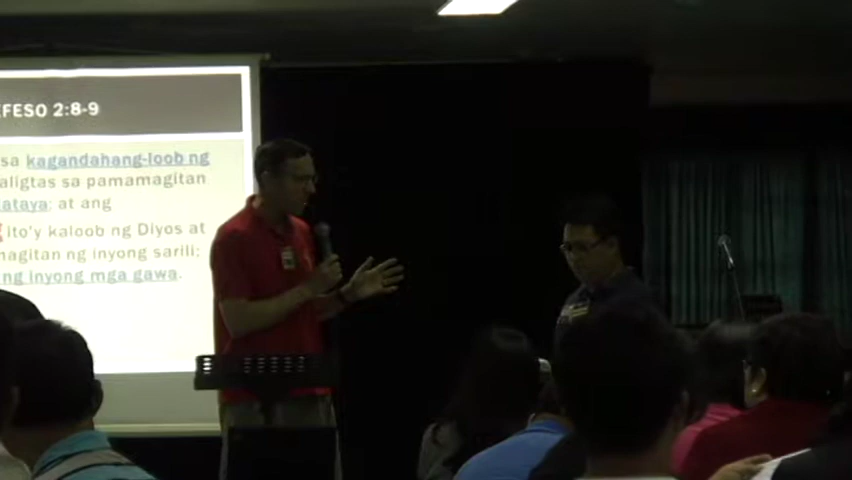 EFESO 2:8-9
sa kagandahang-loob ng
aligtas sa pamamagitan
ataya; at ang
ito'y kaloob ng Diyos at
magitan ng inyong sarili;
ng inyong mga gawa.